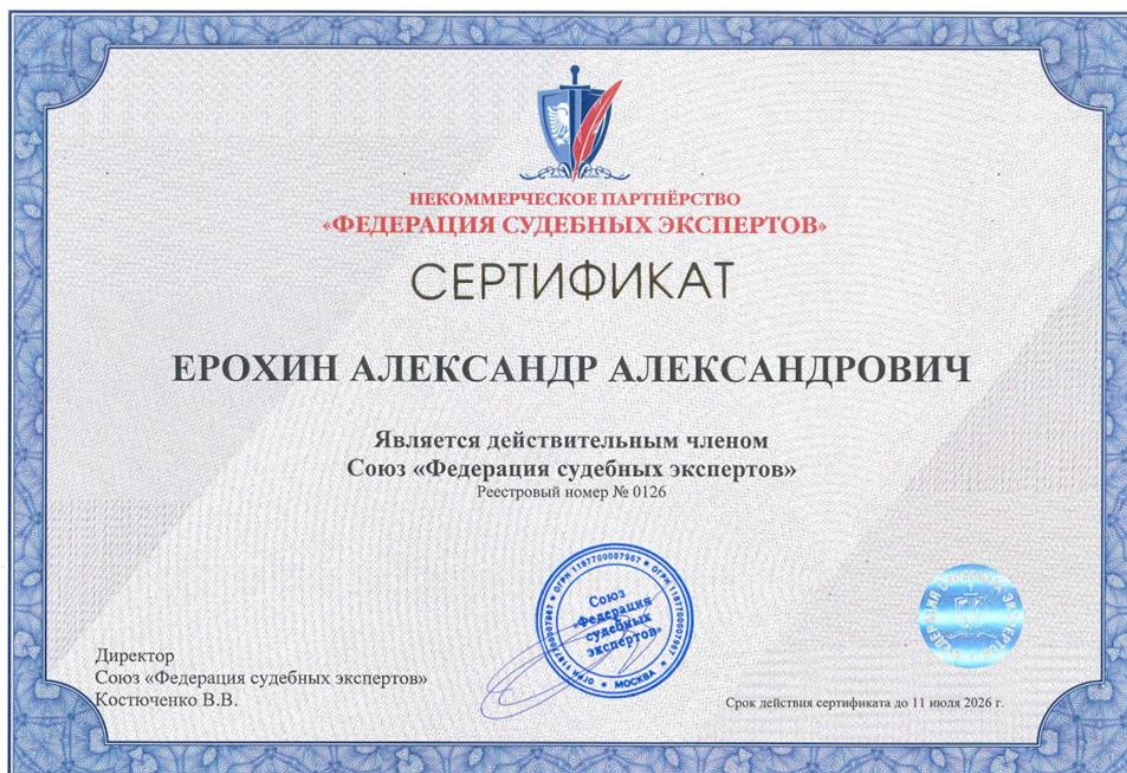 НЕКОММЕРЧЕСКОЕ ПАРТНЁРСТВО
«ФЕДЕРАЦИЯ СУДЕБНЫХ ЭКСПЕРТОВ»
СЕРТИФИКАТ
ЕРОХИН АЛЕКСАНДР АЛЕКСАНДРОВИЧ
Является действительным членом
Союз «Федерация судебных экспертов»
Реестровый номер № 0126
Союз
«Федерация
судебных
экспертов»
МОСКВА
Директор
Союз «Федерация судебных экспертов»
Костюченко В.В.
Срок действия сертификата до 11 июля 2026 г.